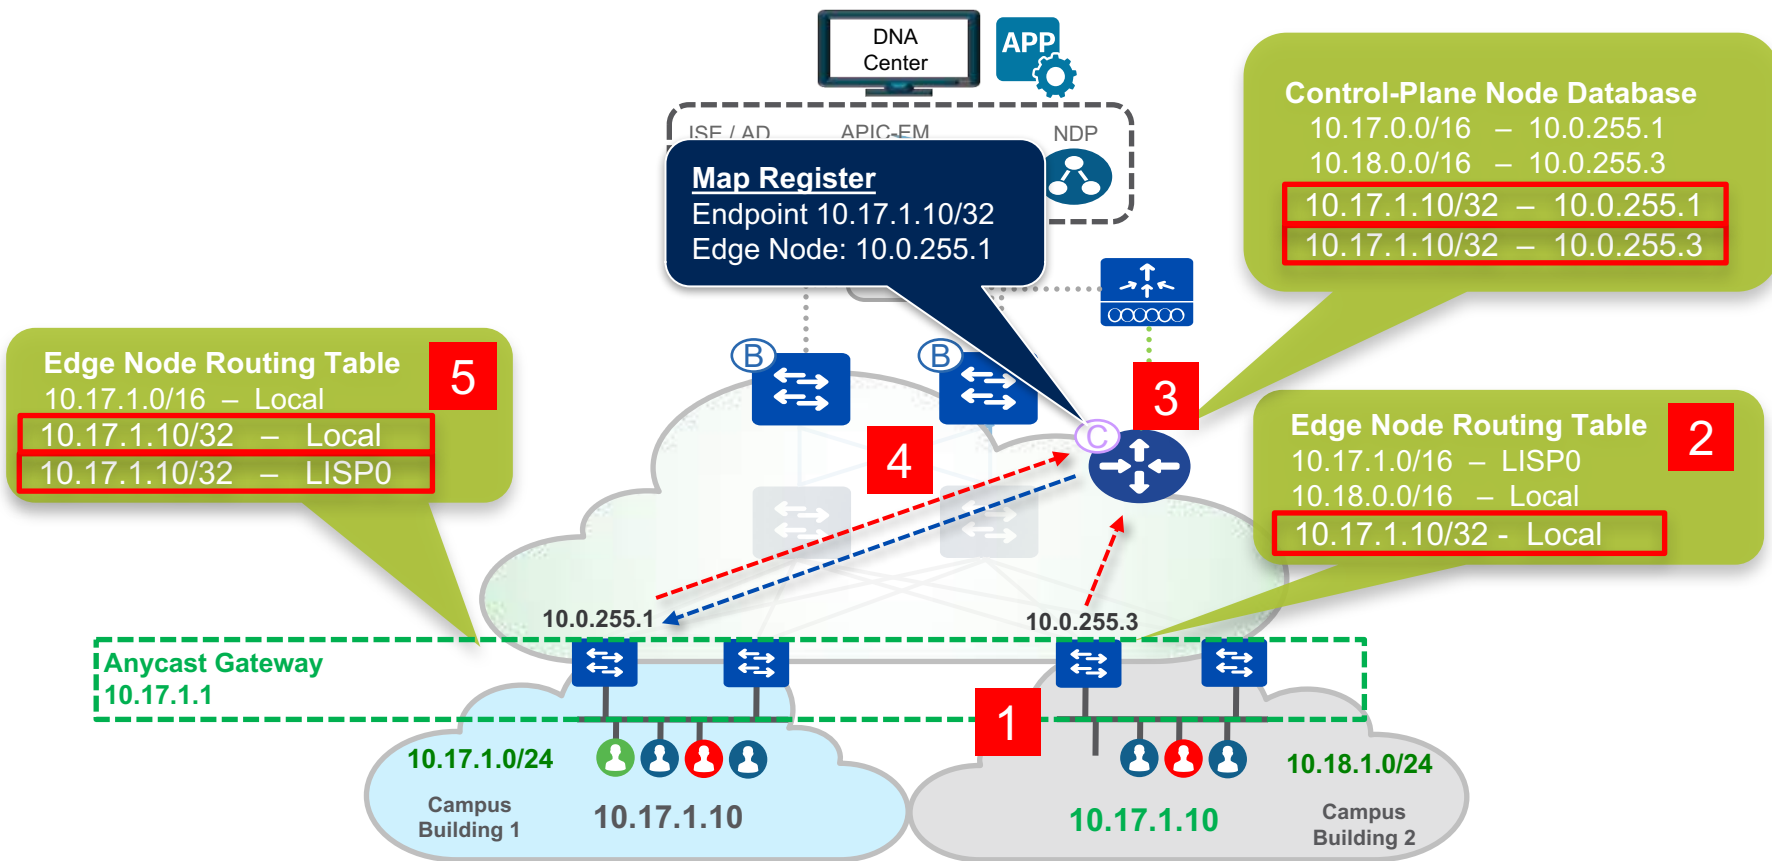 DNA
Center
APP
ISE / AD
APIC-EM
NDP
Map Register
Endpoint 10.17.1.10/32
Edge Node: 10.0.255.1
Control-Plane Node Database
10.17.0.0/16 – 10.0.255.1
10.18.0.0/16 – 10.0.255.3
10.17.1.10/32 – 10.0.255.1
10.17.1.10/32 – 10.0.255.3
Edge Node Routing Table
5
10.17.1.0/16 – Local
10.17.1.10/32 – Local
10.17.1.10/32 – LISP0
B
B
3
C
4
Edge Node Routing Table
2
10.17.1.0/16 – LISP0
10.18.0.0/16 – Local
10.17.1.10/32 - Local
10.0.255.1
10.0.255.3
Anycast Gateway
10.17.1.1
1
10.17.1.0/24
10.18.1.0/24
Campus
Building 1
10.17.1.10
10.17.1.10
Campus
Building 2